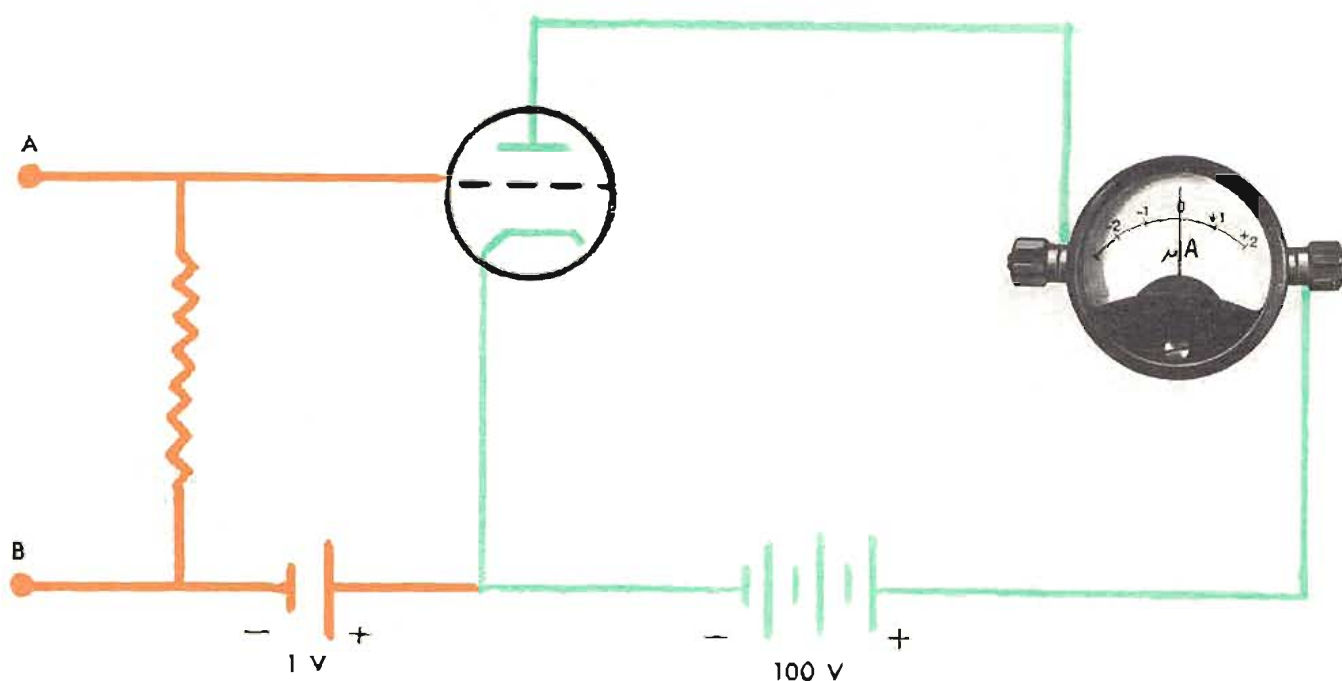 A
-2 -1 0 +1 +2
μA
B
- +
1 V
- +
100 V